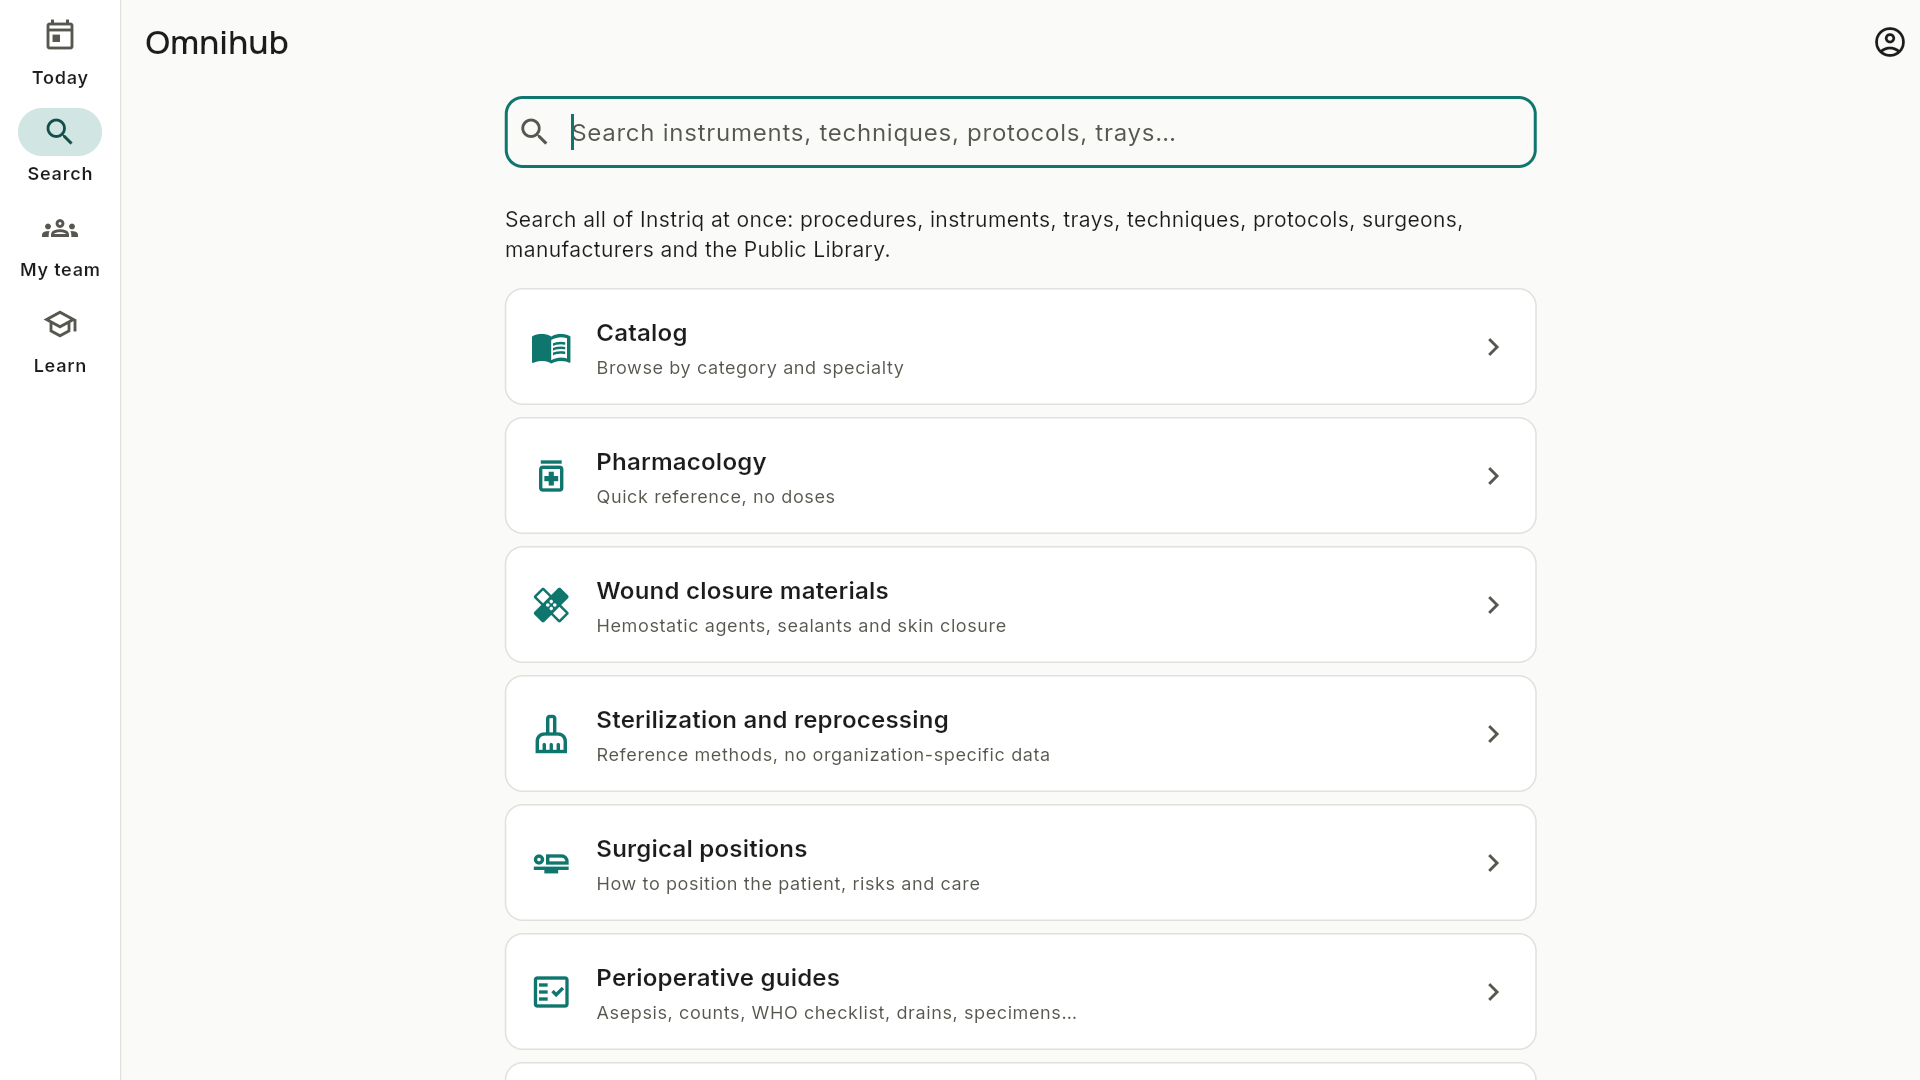 Omnihub
Today
Search
My team
Learn
Search instruments, techniques, protocols, trays...
Search all of Instriq at once: procedures, instruments, trays, techniques, protocols, surgeons,
manufacturers and the Public Library.
Catalog
Browse by category and specialty
Pharmacology
Quick reference, no doses
Wound closure materials
Hemostatic agents, sealants and skin closure
Sterilization and reprocessing
Reference methods, no organization-specific data
Surgical positions
How to position the patient, risks and care
Perioperative guides
Asepsis, counts, WHO checklist, drains, specimens...